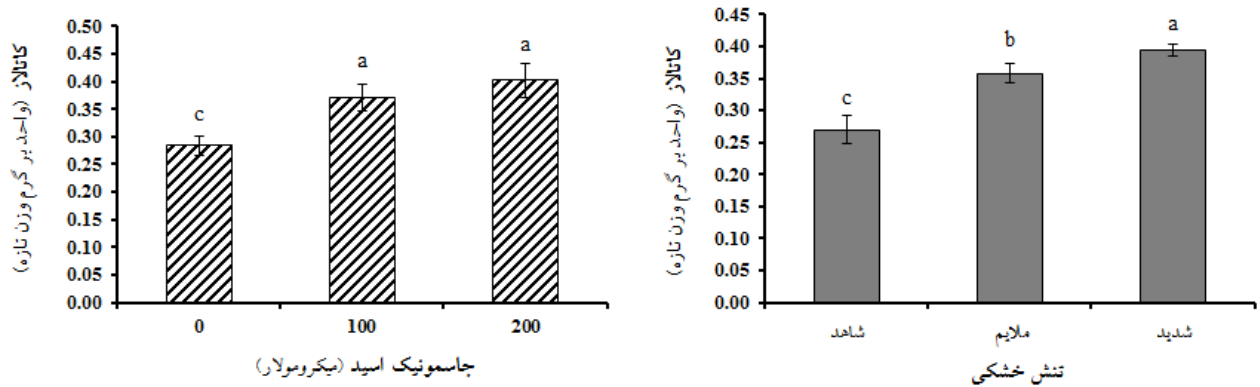 کاتالاز (واحد بر گرم وزن تازه)
0.50
0.45
0.40
0.35
0.30
0.25
0.20
0.15
0.10
0.05
0.00
c
a
a
0 100 200
جاسمونیک اسید (میکرومولار)
کاتالاز (واحد بر گرم وزن تازه)
0.45
0.40
0.35
0.30
0.25
0.20
0.15
0.10
0.05
0.00
c
b
a
شاهد ملایم شدید
تنش خشکی